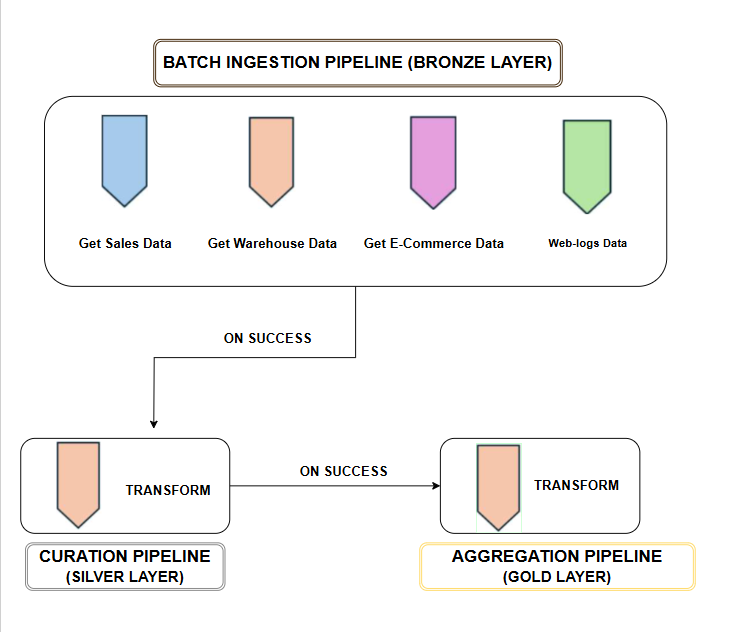 BATCH INGESTION PIPELINE (BRONZE LAYER)
Get Sales Data
Get Warehouse Data
Get E-Commerce Data
Web-logs Data
ON SUCCESS
TRANSFORM
ON SUCCESS
TRANSFORM
CURATION PIPELINE
(SILVER LAYER)
AGGREGATION PIPELINE
(GOLD LAYER)